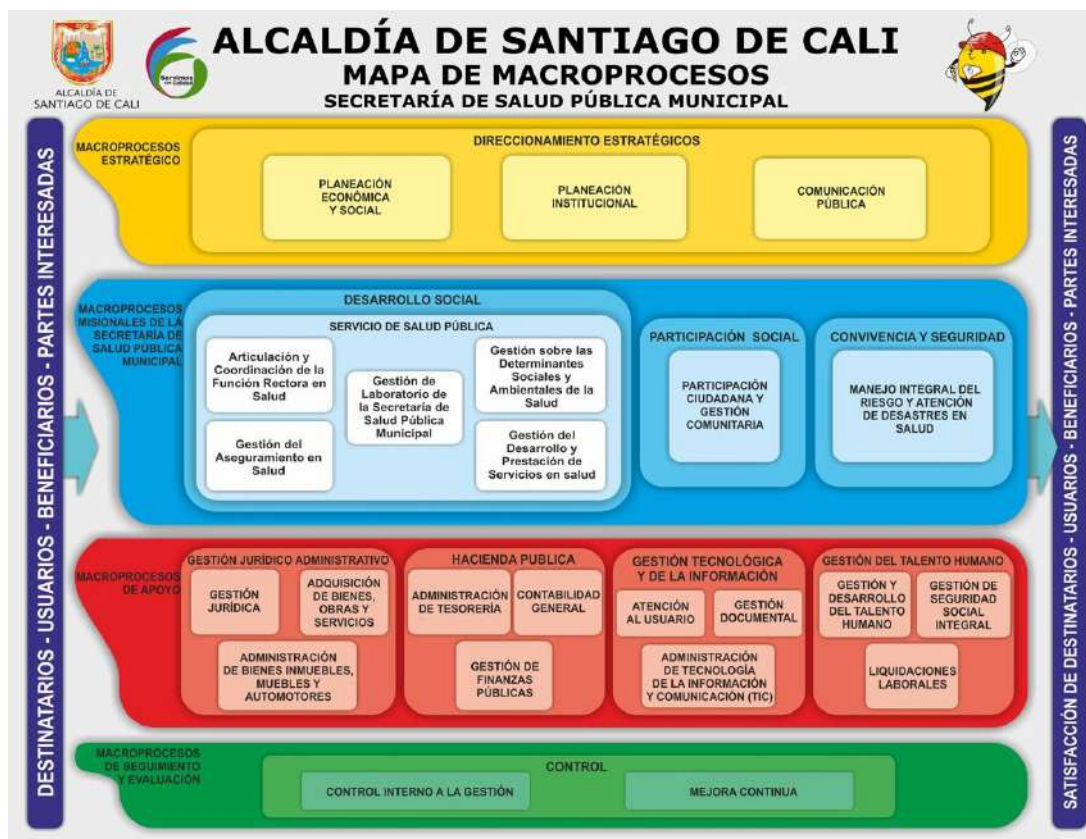 ALCALDÍA DE SANTIAGO DE CALI
MAPA DE MACROPROCESOS
SECRETARÍA DE SALUD PÚBLICA MUNICIPAL
ALCALDÍA DE
SANTIAGO DE CALI
Servimos
con Calidad
DESTINATARIOS - USUARIOS - BENEFICIARIOS - PARTES INTERESADAS
MACROPROCESOS
ESTRATÉGICO
DIRECCIONAMIENTO ESTRATÉGICOS
PLANEACIÓN
ECONÓMICA
Y SOCIAL
PLANEACIÓN
INSTITUCIONAL
COMUNICACIÓN
PÚBLICA
MACROPROCESOS
MISIONALES DE LA
SECRETARÍA DE
SALUD PÚBLICA
MUNICIPAL
DESARROLLO SOCIAL
SERVICIO DE SALUD PÚBLICA
Articulación y
Coordinación de la
Función Rectora en
Salud
Gestión del
Aseguramiento en
Salud
Gestión de
Laboratorio de
la Secretaría de
Salud Pública
Municipal
Gestión sobre las
Determinantes
Sociales y
Ambientales de la
Salud
Gestión del
Desarrollo y
Prestación de
Servicios en salud
PARTICIPACIÓN SOCIAL
PARTICIPACIÓN
CIUDADANA Y
GESTIÓN
COMUNITARIA
CONVIVENCIA Y SEGURIDAD
MANEJO INTEGRAL DEL
RIESGO Y ATENCIÓN
DE DESASTRES EN
SALUD
MACROPROCESOS
DE APOYO
GESTIÓN JURÍDICO ADMINISTRATIVO
GESTIÓN
JURÍDICA
ADQUISICIÓN
DE BIENES,
OBRAS Y
SERVICIOS
ADMINISTRACIÓN
DE BIENES INMUEBLES,
MUEBLES Y
AUTOMOTORES
HACIENDA PUBLICA
ADMINISTRACIÓN
DE TESORERÍA
CONTABILIDAD
GENERAL
GESTIÓN DE
FINANZAS
PÚBLICAS
GESTIÓN TECNOLÓGICA
Y DE LA INFORMACIÓN
ATENCIÓN
AL USUARIO
GESTIÓN
DOCUMENTAL
ADMINISTRACIÓN
DE TECNOLOGÍA
DE LA INFORMACIÓN
Y COMUNICACIÓN (TIC)
GESTIÓN DEL TALENTO HUMANO
GESTIÓN Y
DESARROLLO
DEL TALENTO
HUMANO
GESTIÓN DE
SEGURIDAD
SOCIAL
INTEGRAL
LIQUIDACIONES
LABORALES
MACROPROCESOS
DE SEGUIMIENTO
Y EVALUACIÓN
CONTROL
CONTROL INTERNO A LA GESTIÓN
MEJORA CONTINUA
SATISFACCIÓN DE DESTINATARIOS - USUARIOS - BENEFICIARIOS - PARTES INTERESADAS